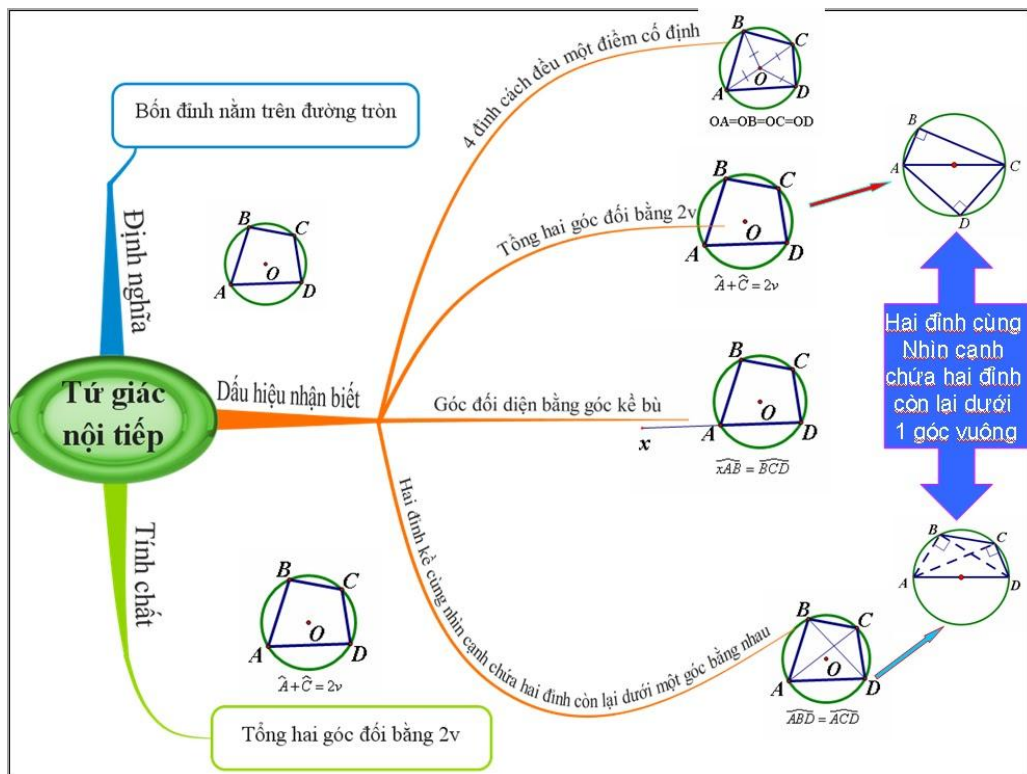 Tứ giác
nội tiếp
Định nghĩa
Bốn đỉnh nằm trên đường tròn
B
C
O
A
D
Dấu hiệu nhận biết
4 đỉnh cách đều một điểm cố định
B
C
O
A
D
OA=OB=OC=OD
Tổng hai góc đối bằng 2v
B
C
O
A
D
Â+Ĉ=2v
B
A
C
D
Góc đối diện bằng góc kề bù
B
C
O
x
A
D
xAB = BCD
Hai đỉnh kề cùng nhìn cạnh chứa hai đỉnh còn lại dưới một góc bằng nhau
B
C
O
A
D
ABD = ACD
B
C
A
D
Hai đỉnh cùng
Nhìn cạnh
chứa hai đỉnh
còn lại dưới
1 góc vuông
Tính chất
B
C
O
A
D
Â+Ĉ=2v
Tổng hai góc đối bằng 2v